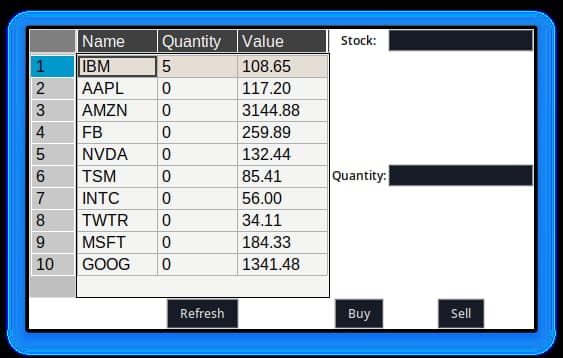 Name Quantity Value Stock:
1 IBM 5 108.65
2 AAPL 0 117.20
3 AMZN 0 3144.88
4 FB 0 259.89
5 NVDA 0 132.44
6 TSM 0 85.41 Quantity:
7 INTC 0 56.00
8 TWTR 0 34.11
9 MSFT 0 184.33
10 GOOG 0 1341.48
Refresh Buy Sell